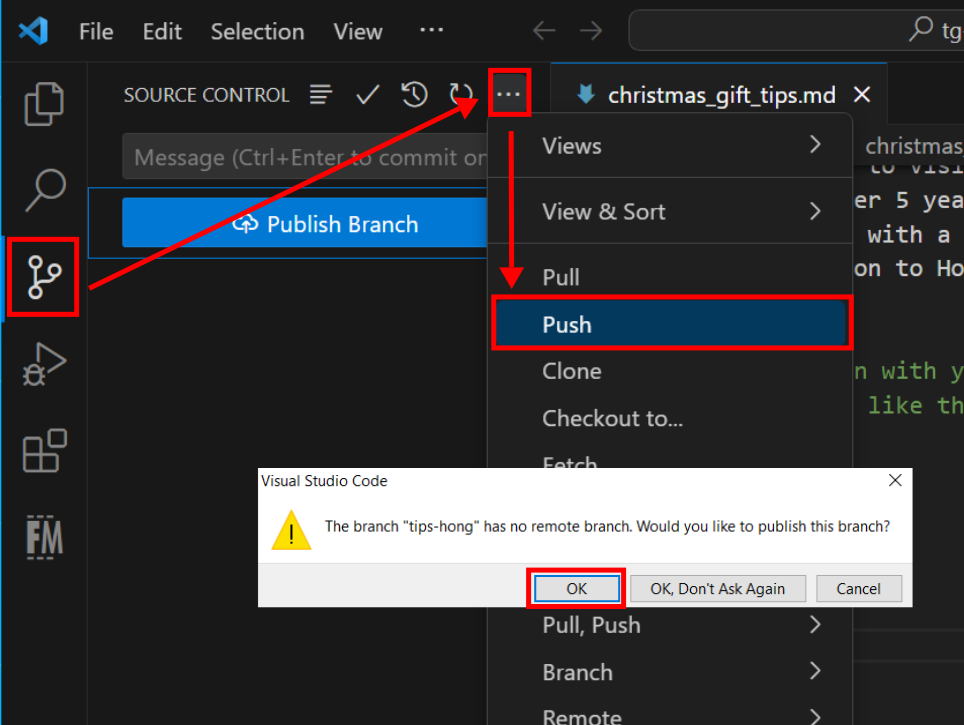 File Edit Selection View ...
tg
SOURCE CONTROL
christmas_gift_tips.md
Message (Ctrl+Enter to commit on
Publish Branch
Views
View & Sort
Pull
Push
Clone
Checkout to...
Fetch
christmas_
to visi
er 5 yea
with a
on to Ho
n with y
like th
Visual Studio Code
The branch "tips-hong" has no remote branch. Would you like to publish this branch?
OK
OK, Don't Ask Again
Cancel
Pull, Push
Branch
Remote
FM